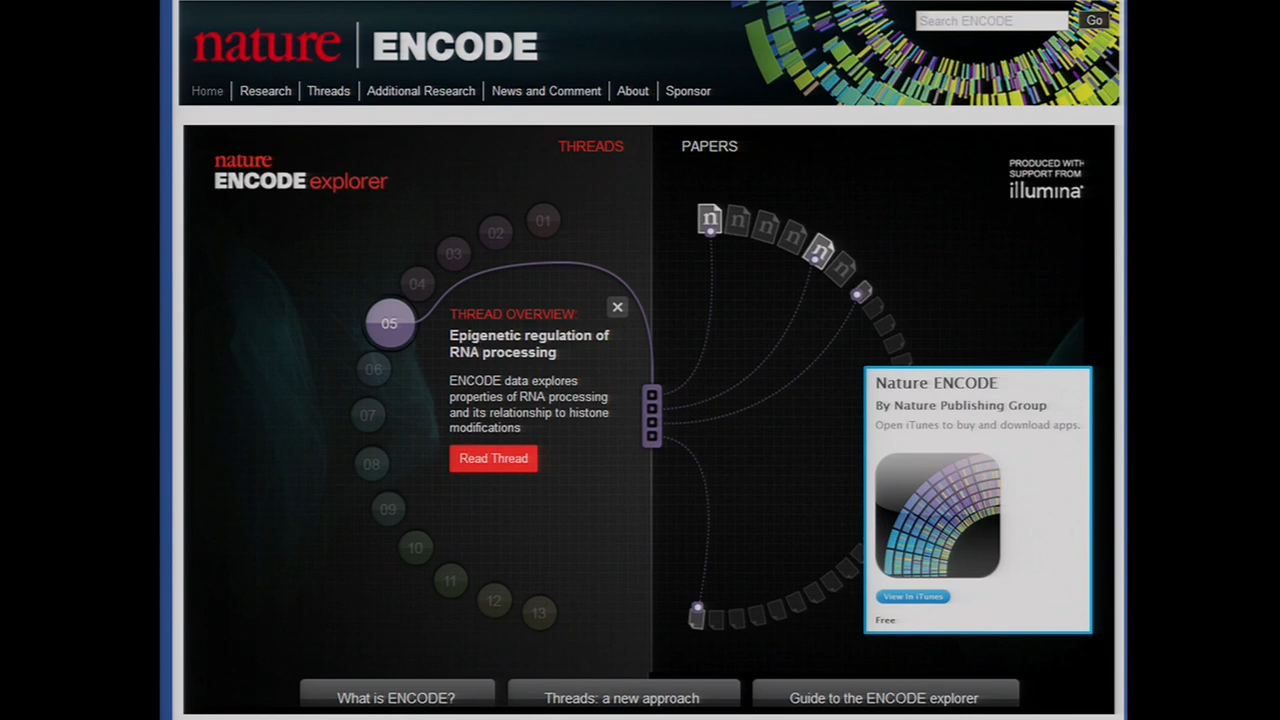 nature | ENCODE
Search ENCODE
Go
Home
Research
Threads
Additional Research
News and Comment
About
Sponsor
nature
ENCODE explorer
THREADS
PAPERS
PRODUCED WITH
SUPPORT FROM
illumina
01
02
03
04
05
06
07
08
09
10
11
12
13
n
n
n
n
n
n
THREAD OVERVIEW:
Epigenetic regulation of
RNA processing
ENCODE data explores
properties of RNA processing
and its relationship to histone
modifications
Read Thread
Nature ENCODE
By Nature Publishing Group
Open iTunes to buy and download apps.
View In iTunes
Free
What is ENCODE?
Threads: a new approach
Guide to the ENCODE explorer